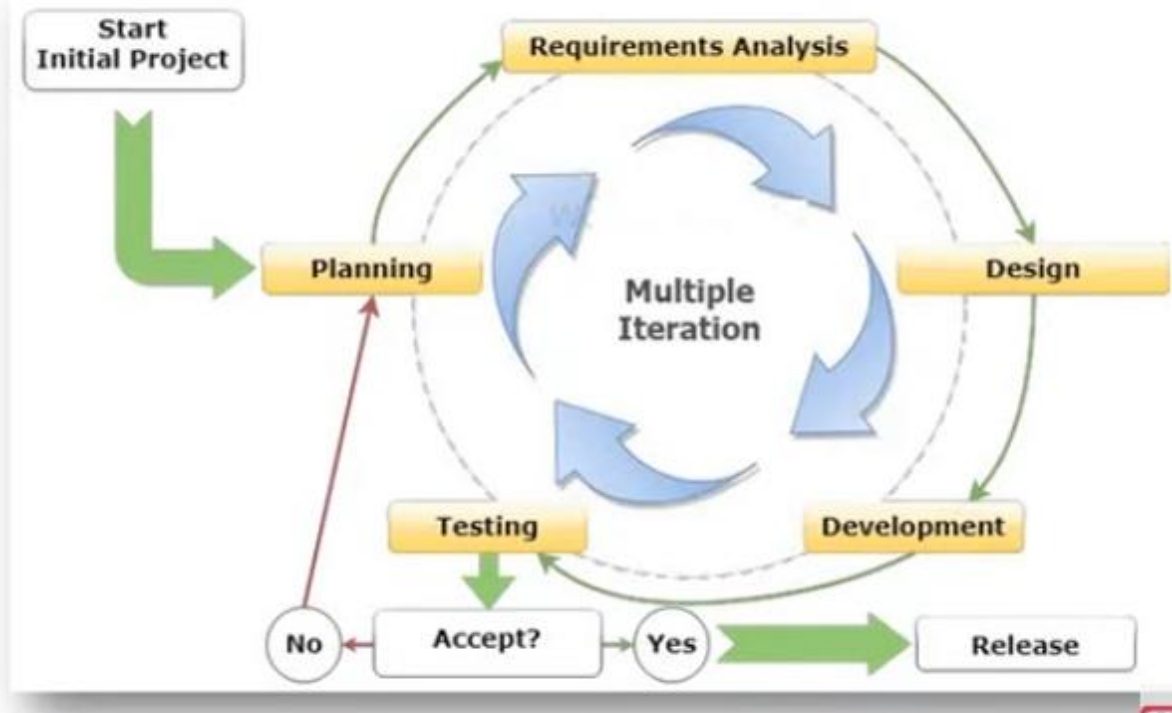 Start
Initial Project
Requirements Analysis
Planning
Design
Multiple
Iteration
Testing
Development
No
Accept?
Yes
Release